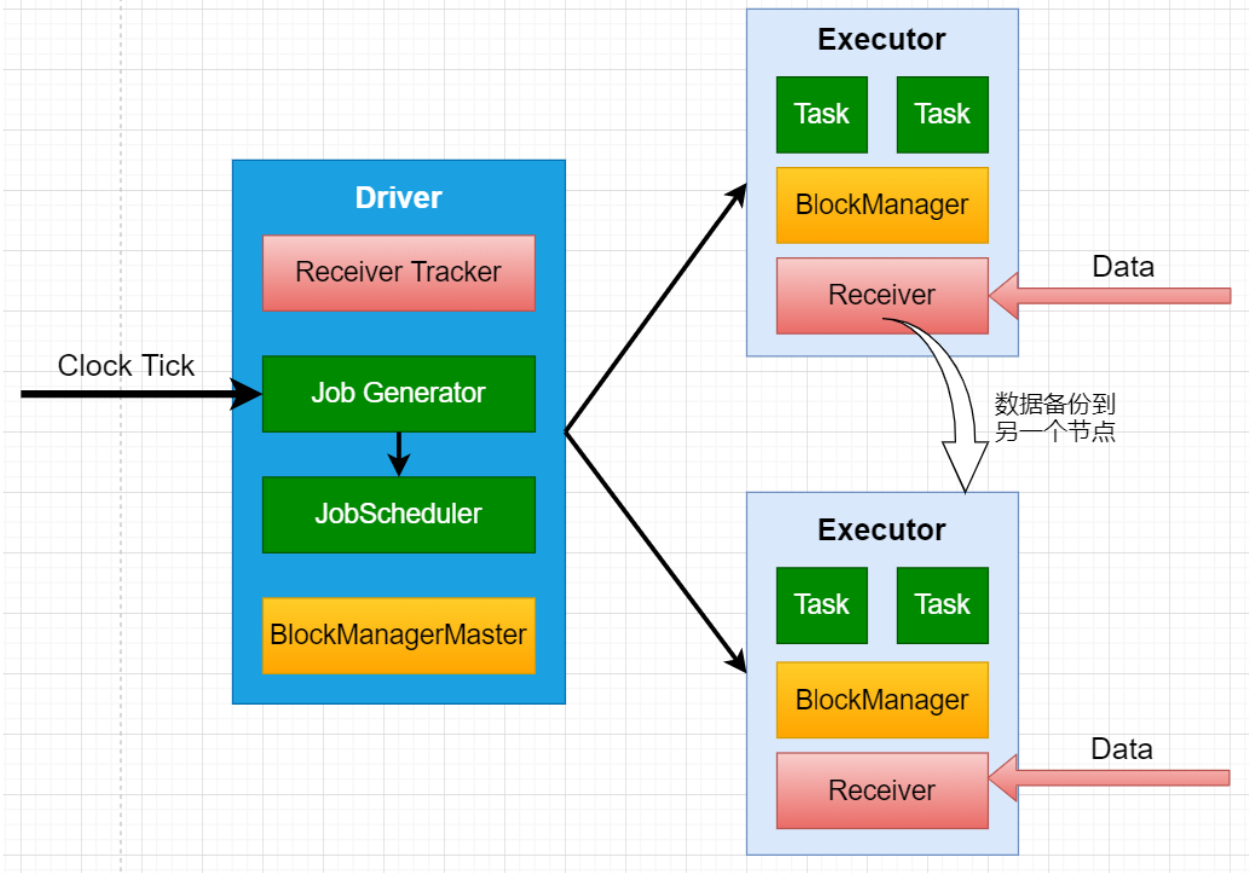 Clock Tick
Driver
Receiver Tracker
Job Generator
JobScheduler
BlockManagerMaster
Executor
Task
Task
BlockManager
Receiver
Data
数据备份到
另一个节点
Executor
Task
Task
BlockManager
Receiver
Data